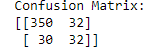 Confusion Matrix:
[[350  32]
 [ 30  32]]